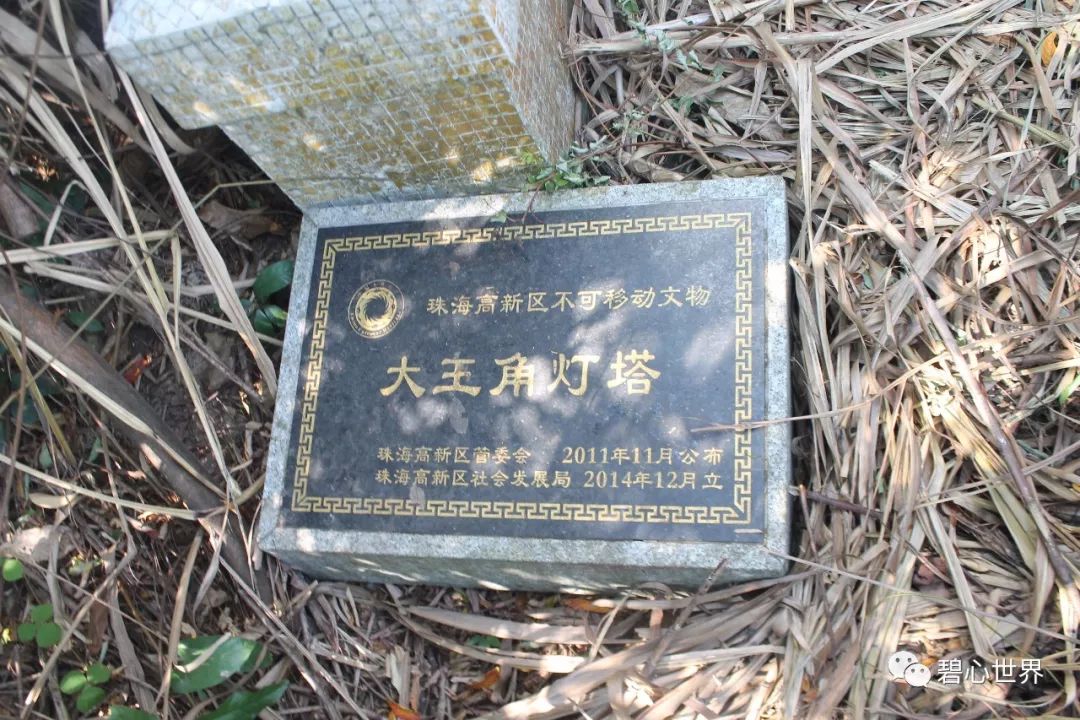 珠海高新区不可移动文物
大王角灯塔
珠海高新区管委会 2011年11月公布
珠海高新区社会发展局 2014年12月立
碧心世界